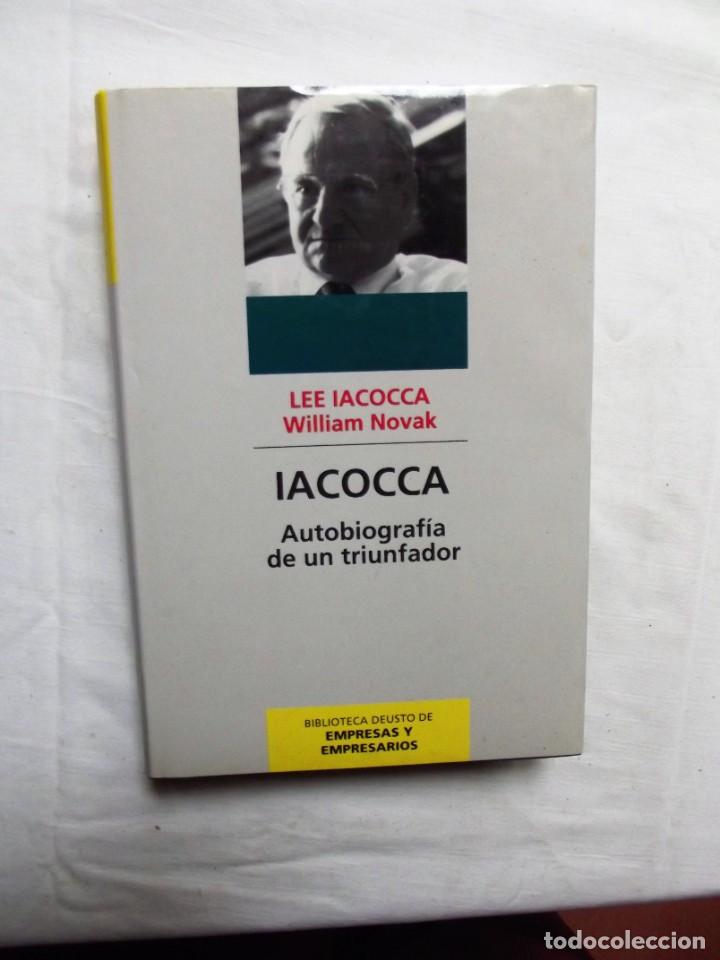 LEE IACOCCA
William Novak
IACOCCA
Autobiografía
de un triunfador
BIBLIOTECA DEUSTO DE
EMPRESAS Y
EMPRESARIOS
todocoleccion